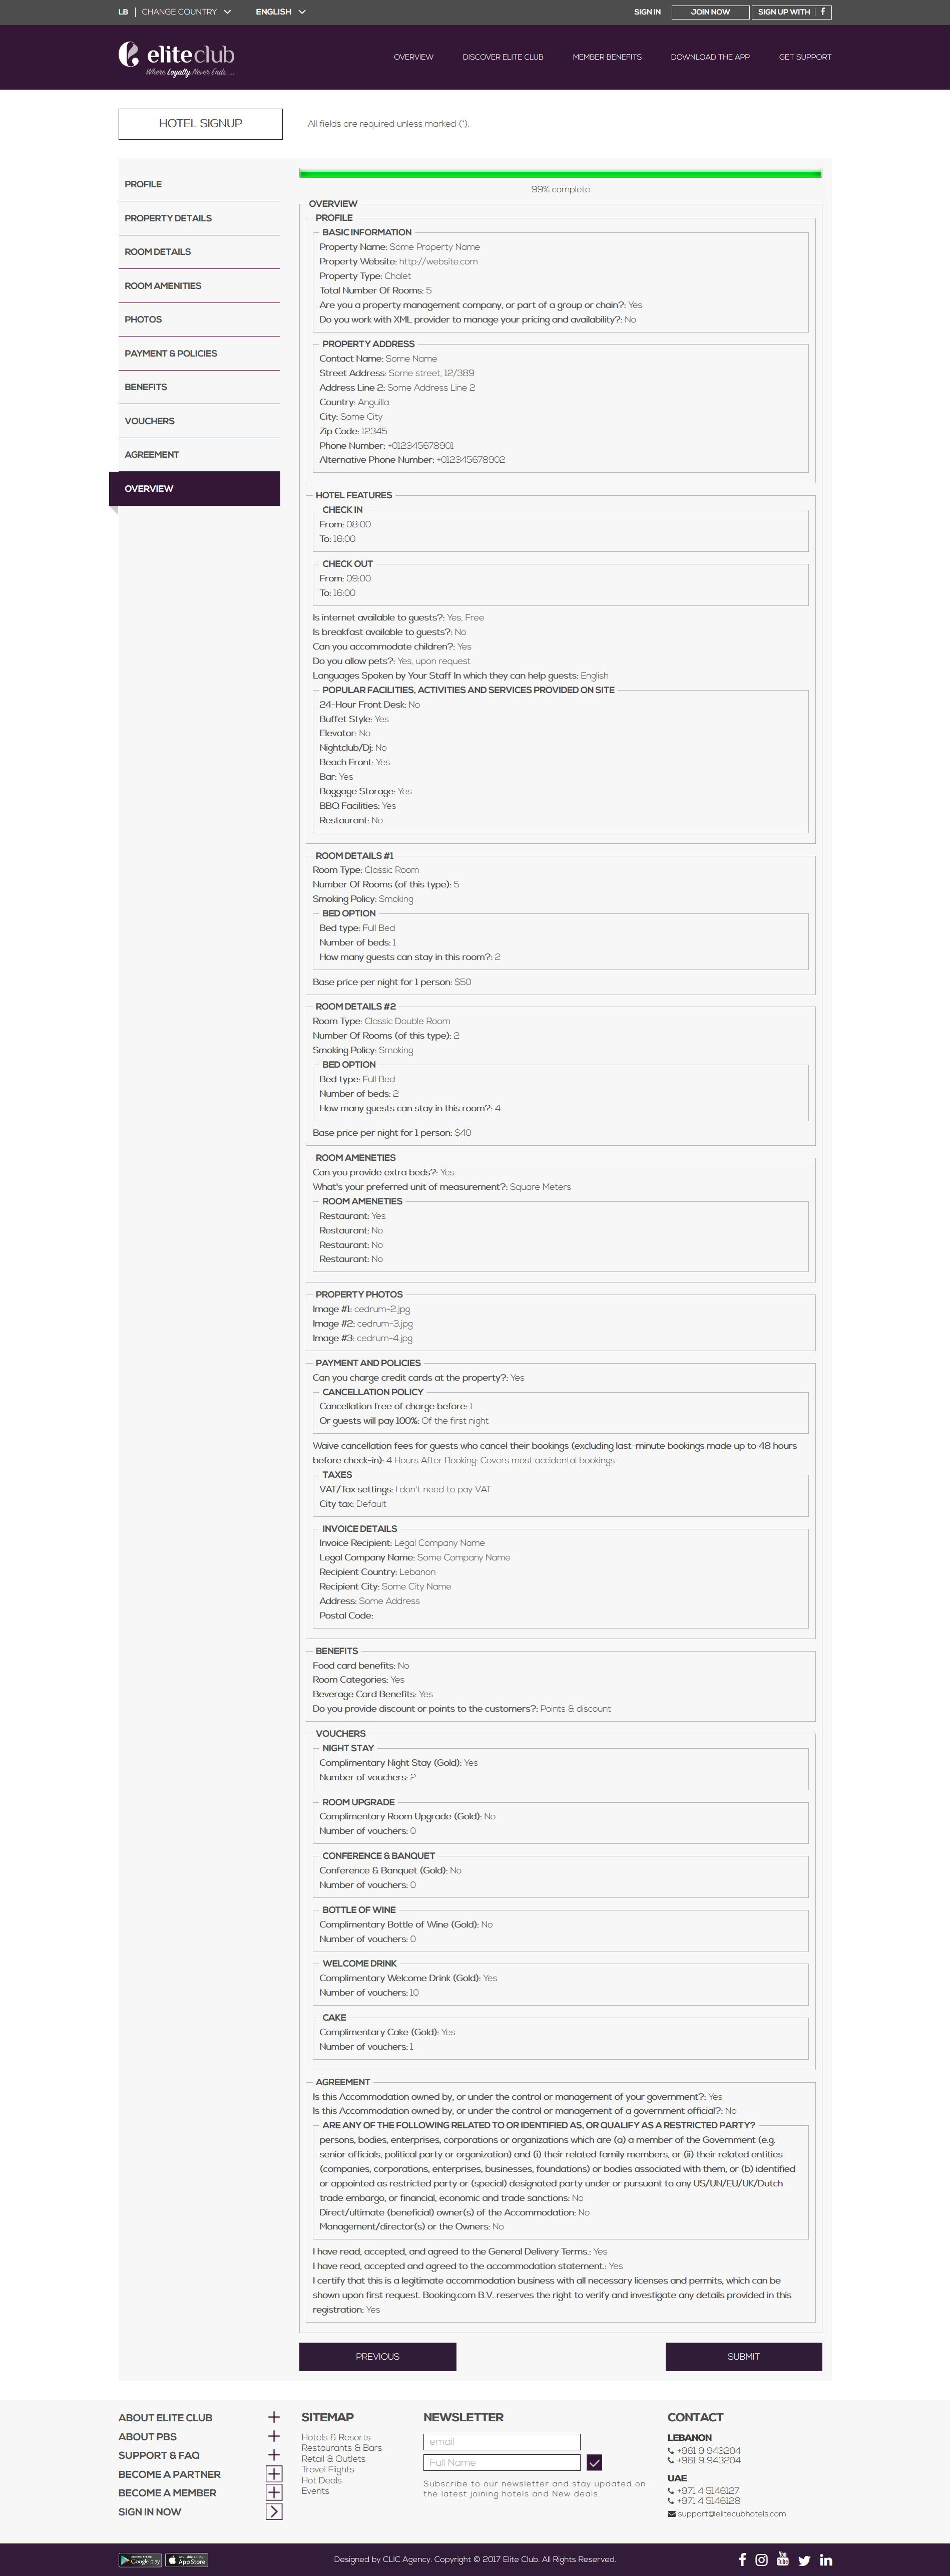 LB | CHANGE COUNTRY ENGLISH SIGN IN JOIN NOW SIGN UP WITH | f
eliteclub
Where Loyalty Never Ends ...
OVERVIEW DISCOVER ELITE CLUB MEMBER BENEFITS DOWNLOAD THE APP GET SUPPORT
HOTEL SIGNUP
All fields are required unless marked (*).
PROFILE
PROPERTY DETAILS
ROOM DETAILS
ROOM AMENITIES
PHOTOS
PAYMENT & POLICIES
BENEFITS
VOUCHERS
AGREEMENT
OVERVIEW
99% complete
OVERVIEW
PROFILE
BASIC INFORMATION
Property Name: Some Property Name
Property Website: http://website.com
Property Type: Chalet
Total Number Of Rooms: 5
Are you a property management company, or part of a group or chain?: Yes
Do you work with XML provider to manage your pricing and availability?: No
PROPERTY ADDRESS
Contact Name: Some Name
Street Address: Some street, 12/389
Address Line 2: Some Address Line 2
Country: Anguilla
City: Some City
Zip Code: 12345
Phone Number: +012345678901
Alternative Phone Number: +012345678902
HOTEL FEATURES
CHECK IN
From: 08:00
To: 16:00
CHECK OUT
From: 09:00
To: 16:00
Is internet available to guests?: Yes, Free
Is breakfast available to guests?: No
Can you accommodate children?: Yes
Do you allow pets?: Yes, upon request
Languages Spoken by Your Staff In which they can help guests: English
POPULAR FACILITIES, ACTIVITIES AND SERVICES PROVIDED ON SITE
24-Hour Front Desk: No
Buffet Style: Yes
Elevator: No
Nightclub/Dj: No
Beach Front: Yes
Bar: Yes
Baggage Storage: Yes
BBQ Facilities: Yes
Restaurant: No
ROOM DETAILS #1
Room Type: Classic Room
Number Of Rooms (of this type): 5
Smoking Policy: Smoking
BED OPTION
Bed type: Full Bed
Number of beds: 1
How many guests can stay in this room?: 2
Base price per night for 1 person: $50
ROOM DETAILS #2
Room Type: Classic Double Room
Number Of Rooms (of this type): 2
Smoking Policy: Smoking
BED OPTION
Bed type: Full Bed
Number of beds: 2
How many guests can stay in this room?: 4
Base price per night for 1 person: $40
ROOM AMENETIES
Can you provide extra beds?: Yes
What's your preferred unit of measurement?: Square Meters
ROOM AMENETIES
Restaurant: Yes
Restaurant: No
Restaurant: No
Restaurant: No
PROPERTY PHOTOS
Image #1: cedrum-2.jpg
Image #2: cedrum-3.jpg
Image #3: cedrum-4.jpg
PAYMENT AND POLICIES
Can you charge credit cards at the property?: Yes
CANCELLATION POLICY
Cancellation free of charge before: 1
Or guests will pay 100%: Of the first night
Waive cancellation fees for guests who cancel their bookings (excluding last-minute bookings made up to 48 hours
before check-in): 4 Hours After Booking: Covers most accidental bookings
TAXES
VAT/Tax settings: I don't need to pay VAT
City tax: Default
INVOICE DETAILS
Invoice Recipient: Legal Company Name
Legal Company Name: Some Company Name
Recipient Country: Lebanon
Recipient City: Some City Name
Address: Some Address
Postal Code:
BENEFITS
Food card benefits: No
Room Categories: Yes
Beverage Card Benefits: Yes
Do you provide discount or points to the customers?: Points & discount
VOUCHERS
NIGHT STAY
Complimentary Night Stay (Gold): Yes
Number of vouchers: 2
ROOM UPGRADE
Complimentary Room Upgrade (Gold): No
Number of vouchers: 0
CONFERENCE & BANQUET
Conference & Banquet (Gold): No
Number of vouchers: 0
BOTTLE OF WINE
Complimentary Bottle of Wine (Gold): No
Number of vouchers: 0
WELCOME DRINK
Complimentary Welcome Drink (Gold): Yes
Number of vouchers: 10
CAKE
Complimentary Cake (Gold): Yes
Number of vouchers: 1
AGREEMENT
Is this Accommodation owned by, or under the control or management of your government?: Yes
Is this Accommodation owned by, or under the control or management of a government official?: No
ARE ANY OF THE FOLLOWING RELATED TO OR IDENTIFIED AS, OR QUALIFY AS A RESTRICTED PARTY?
persons, bodies, enterprises, corporations or organizations which are (a) a member of the Government (e.g.
senior officials, political party or organization) and (i) their related family members, or (ii) their related entities
(companies, corporations, enterprises, businesses, foundations) or bodies associated with them, or (b) identified
or appointed as restricted party or (special) designated party under or pursuant to any US/UN/EU/UK/Dutch
trade embargo, or financial, economic and trade sanctions: No
Direct/ultimate (beneficial) owner(s) of the Accommodation: No
Management/director(s) or the Owners: No
I have read, accepted, and agreed to the General Delivery Terms.: Yes
I have read, accepted and agreed to the accommodation statement.: Yes
I certify that this is a legitimate accommodation business with all necessary licenses and permits, which can be
shown upon first request. Booking.com B.V. reserves the right to verify and investigate any details provided in this
registration: Yes
PREVIOUS SUBMIT
ABOUT ELITE CLUB
ABOUT PBS
SUPPORT & FAQ
BECOME A PARTNER
BECOME A MEMBER
SIGN IN NOW
SITEMAP
Hotels & Resorts
Restaurants & Bars
Retail & Outlets
Travel Flights
Hot Deals
Events
NEWSLETTER
email
Full Name
Subscribe to our newsletter and stay updated on
the latest joining hotels and New deals.
CONTACT
LEBANON
+961 9 943204
+961 9 943204
UAE
+971 4 5146127
+971 4 5146128
support@elitecubhotels.com
Google play App Store
Designed by CLIC Agency. Copyright © 2017 Elite Club. All Rights Reserved.